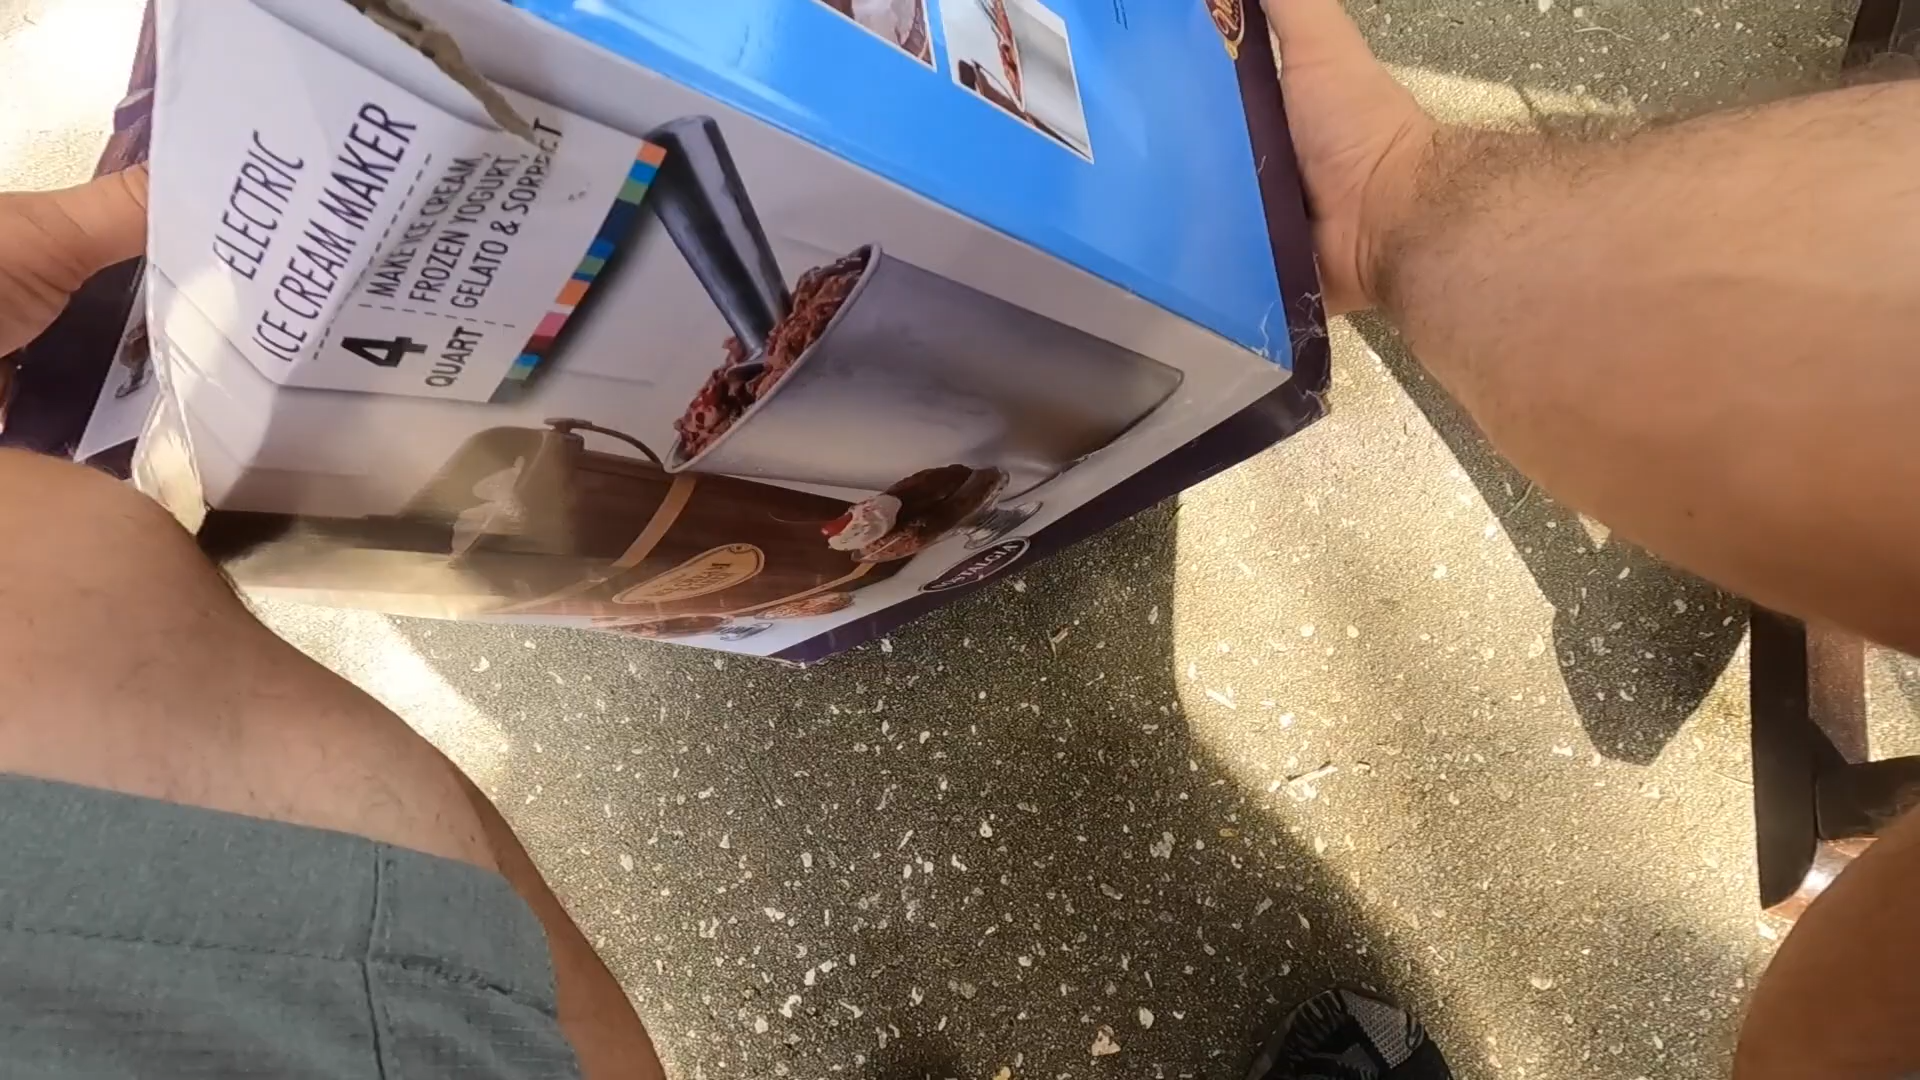 ELECTRIC
ICE CREAM MAKER
MAKE ICE CREAM,
FROZEN YOGURT,
GELATO & SORBET
4
QUART
NOSTALGIA